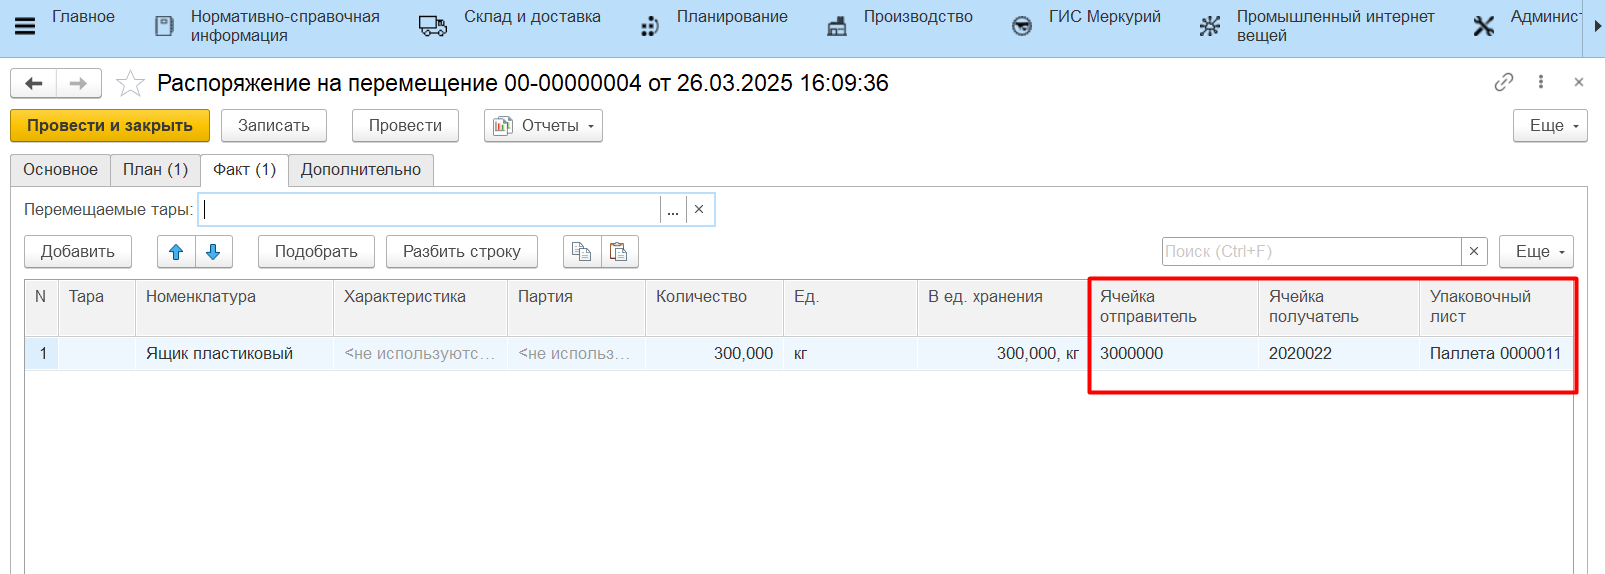 Главное
Нормативно-справочная
информация
Склад и доставка
Планирование
Производство
ГИС Меркурий
Промышленный интернет
вещей
Админист
Распоряжение на перемещение 00-00000004 от 26.03.2025 16:09:36
Провести и закрыть
Записать
Провести
Отчеты
Еще
Основное
План (1)
Факт (1)
Дополнительно
Перемещаемые тары:
...
Добавить
Подобрать
Разбить строку
Поиск (Ctrl+F)
Еще
N
Тара
Номенклатура
Характеристика
Партия
Количество
Ед.
В ед. хранения
Ячейка
отправитель
Ячейка
получатель
Упаковочный
лист
1
Ящик пластиковый
<не используютс...
<не использ...
300,000
кг
300,000, кг
3000000
2020022
Паллета 0000011